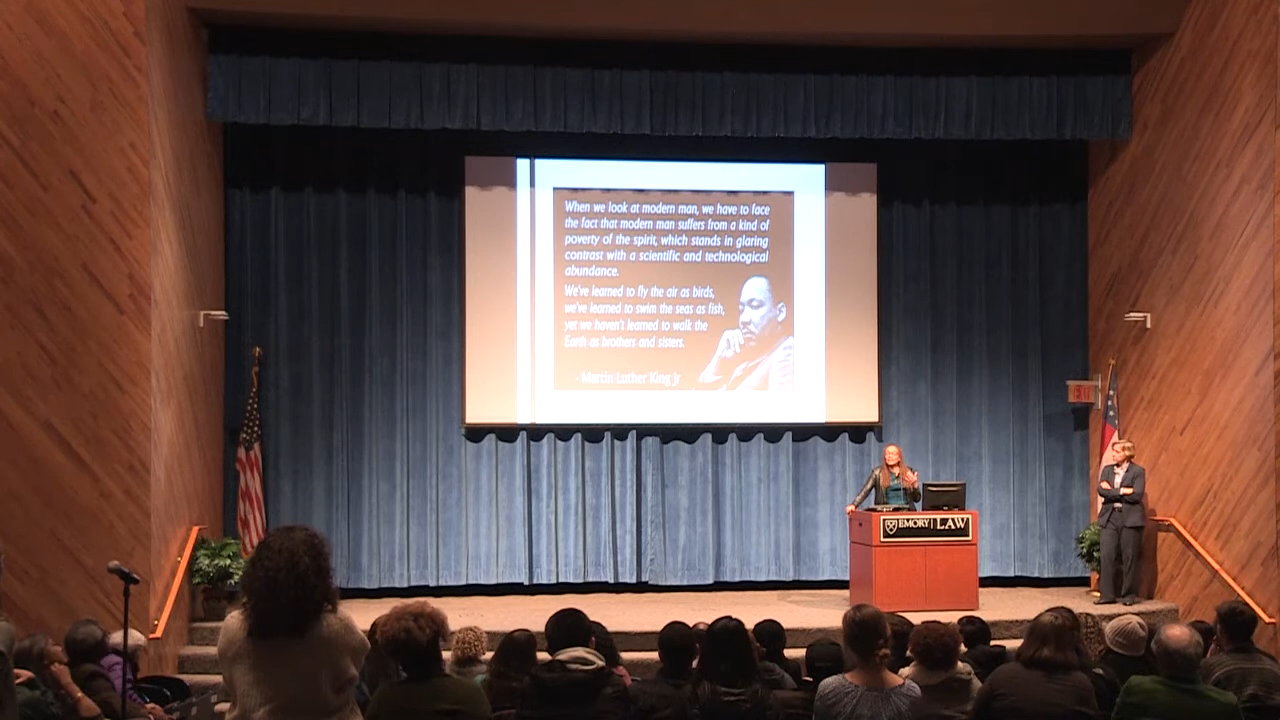 When we look at modern man, we have to face
the fact that modern man suffers from a kind of
poverty of the spirit, which stands in glaring
contrast with a scientific and technological
abundance.
We've learned to fly the air as birds,
we've learned to swim the seas as fish,
yet we haven't learned to walk the
Earth as brothers and sisters.
- Martin Luther King Jr
EXIT
EMORY | LAW